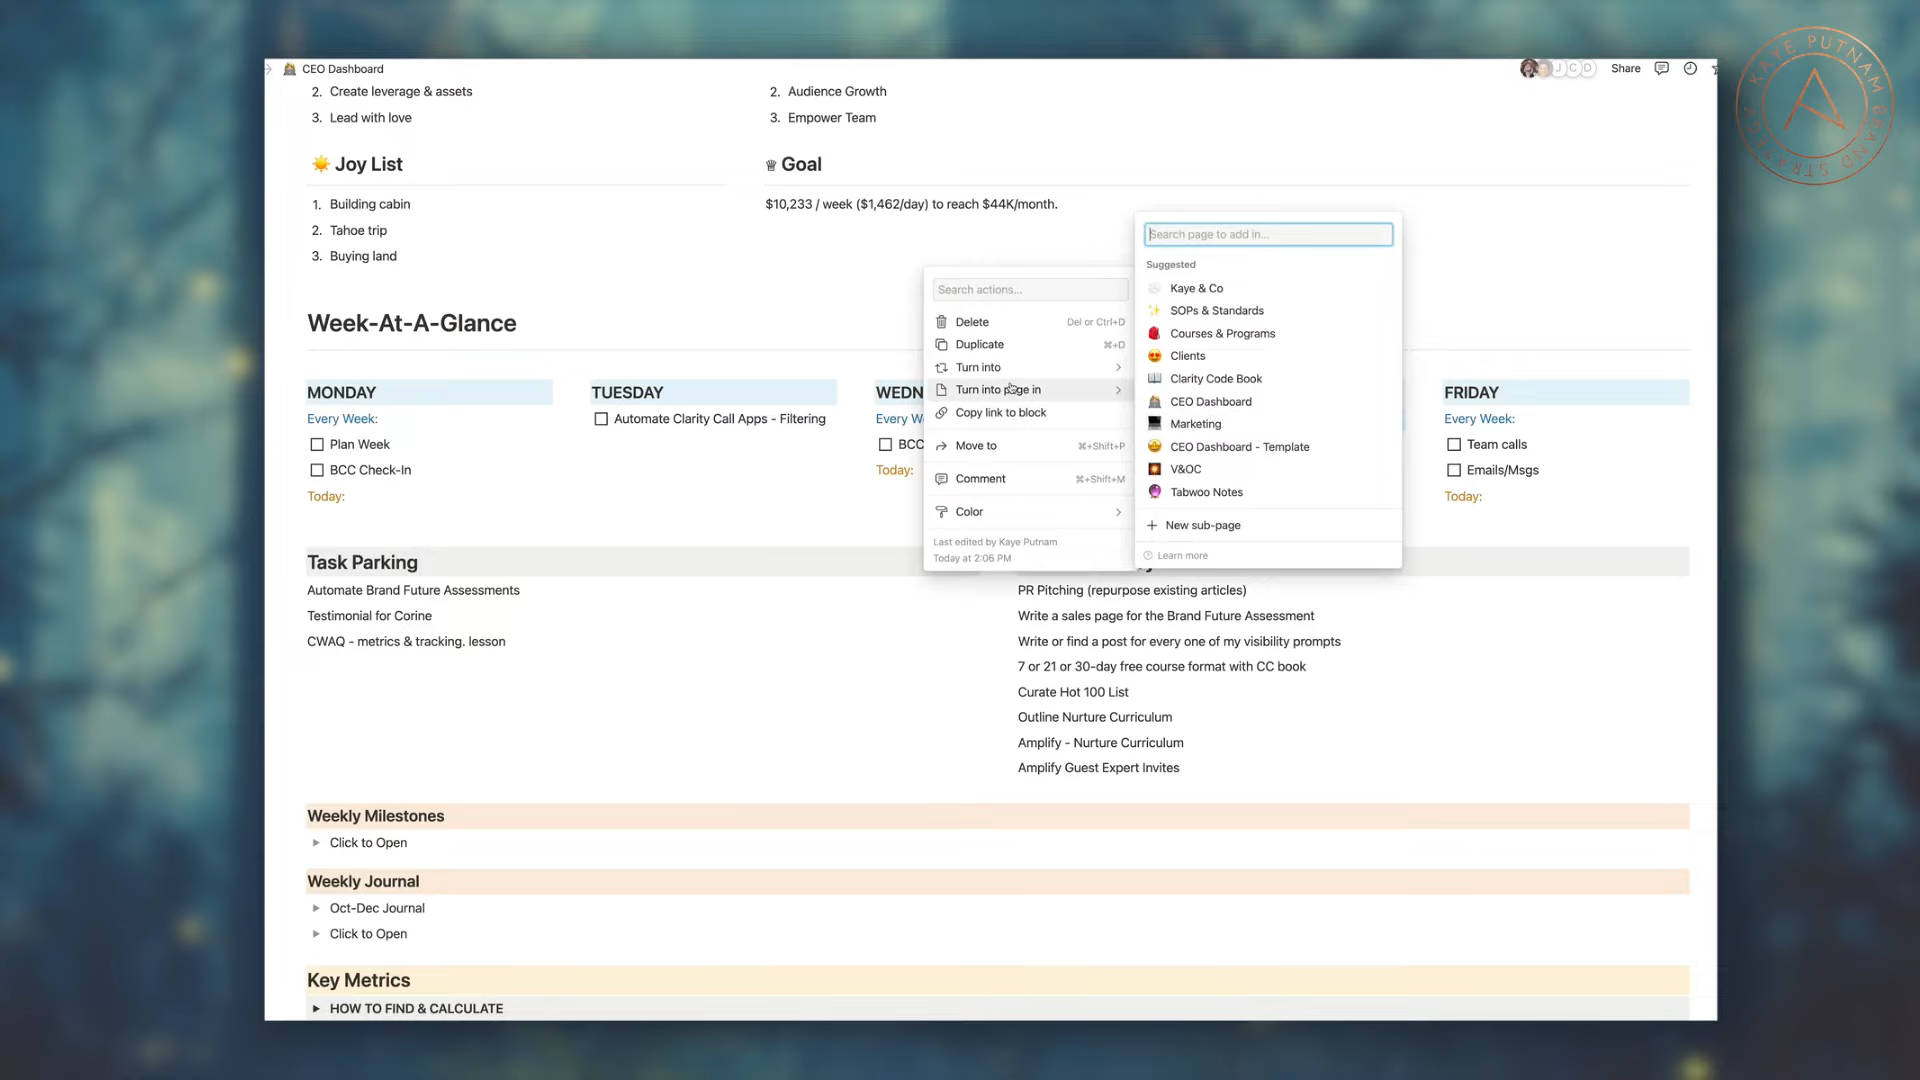 CEO Dashboard
J C D
Share
KAYE PUTNAM BRAND STRATEGY
2. Create leverage & assets
3. Lead with love
2. Audience Growth
3. Empower Team
☀️ Joy List
1. Building cabin
2. Tahoe trip
3. Buying land
♕ Goal
$10,233 / week ($1,462/day) to reach $44K/month.
Week-At-A-Glance
MONDAY
Every Week:
Plan Week
BCC Check-In
Today:
TUESDAY
Automate Clarity Call Apps - Filtering
WEDN
Every W
BCC
Today:
FRIDAY
Every Week:
Team calls
Emails/Msgs
Today:
Search actions...
Delete Del or Ctrl+D
Duplicate ⌘+D
Turn into
Turn into page in
Copy link to block
Move to ⌘+Shift+P
Comment ⌘+Shift+M
Color
Last edited by Kaye Putnam
Today at 2:06 PM
Search page to add in...
Suggested
Kaye & Co
SOPs & Standards
Courses & Programs
Clients
Clarity Code Book
CEO Dashboard
Marketing
CEO Dashboard - Template
V&OC
Tabwoo Notes
+ New sub-page
Learn more
Task Parking
Automate Brand Future Assessments
Testimonial for Corine
CWAQ - metrics & tracking. lesson
PR Pitching (repurpose existing articles)
Write a sales page for the Brand Future Assessment
Write or find a post for every one of my visibility prompts
7 or 21 or 30-day free course format with CC book
Curate Hot 100 List
Outline Nurture Curriculum
Amplify - Nurture Curriculum
Amplify Guest Expert Invites
Weekly Milestones
Click to Open
Weekly Journal
Oct-Dec Journal
Click to Open
Key Metrics
HOW TO FIND & CALCULATE